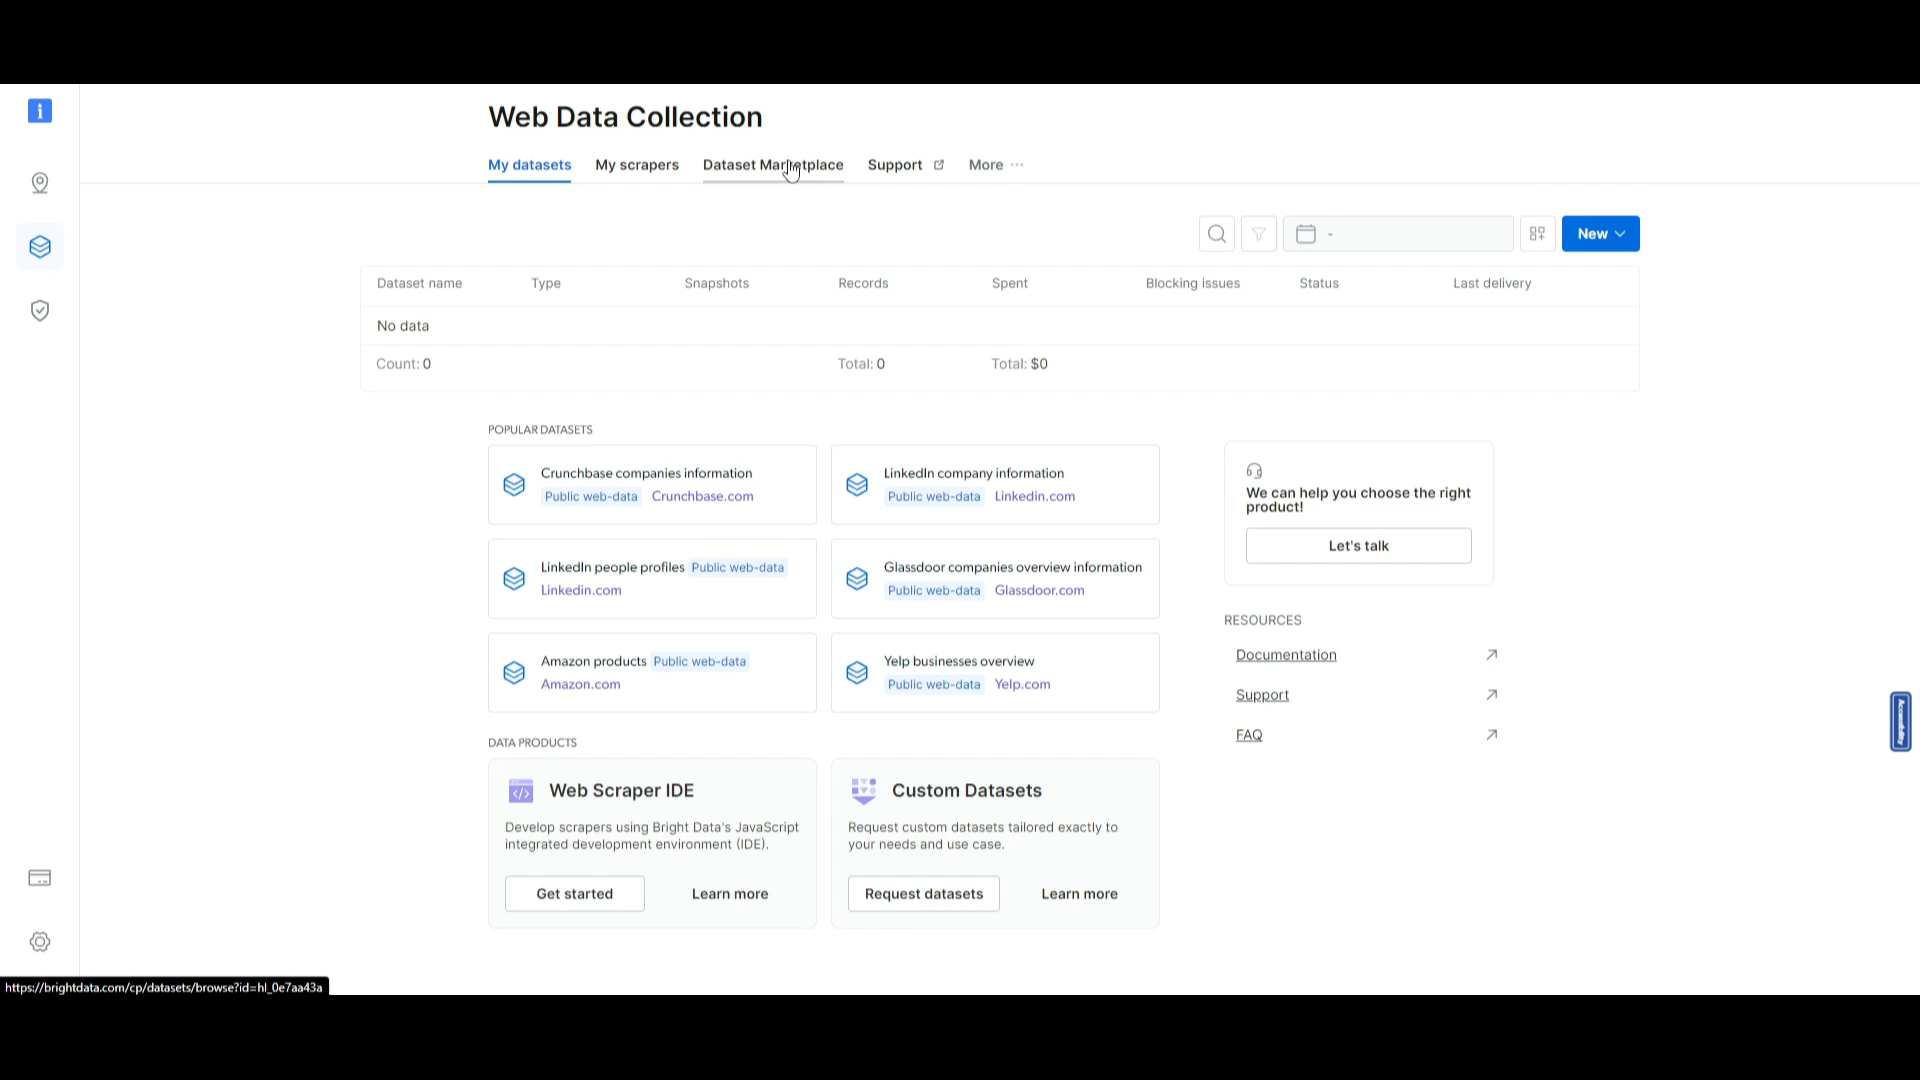 Web Data Collection
My datasets My scrapers Dataset Marketplace Support More ···
- New
Dataset name Type Snapshots Records Spent Blocking issues Status Last delivery
No data
Count: 0 Total: 0 Total: $0
POPULAR DATASETS
Crunchbase companies information
Public web-data Crunchbase.com
LinkedIn company information
Public web-data Linkedin.com
LinkedIn people profiles Public web-data
Linkedin.com
Glassdoor companies overview information
Public web-data Glassdoor.com
Amazon products Public web-data
Amazon.com
Yelp businesses overview
Public web-data Yelp.com
We can help you choose the right
product!
Let's talk
RESOURCES
Documentation
Support
FAQ
Accessibility
DATA PRODUCTS
Web Scraper IDE
Develop scrapers using Bright Data's JavaScript
integrated development environment (IDE).
Get started Learn more
Custom Datasets
Request custom datasets tailored exactly to
your needs and use case.
Request datasets Learn more
https://brightdata.com/cp/datasets/browse?id=hl_0e7aa43a